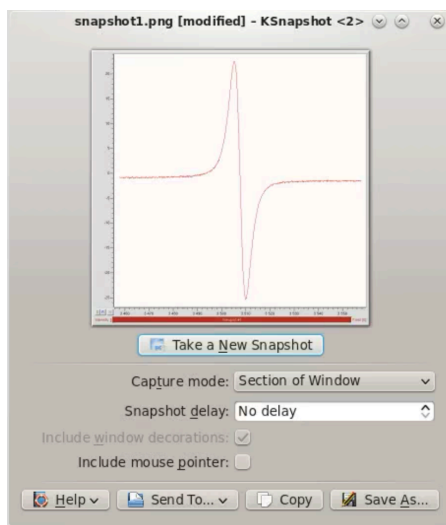 snapshot1.png [modified] – KSnapshot <2>
Take a New Snapshot
Capture mode: Section of Window
Snapshot delay: No delay
Include window decorations:
Include mouse pointer:
Help
Send To...
Copy
Save As...